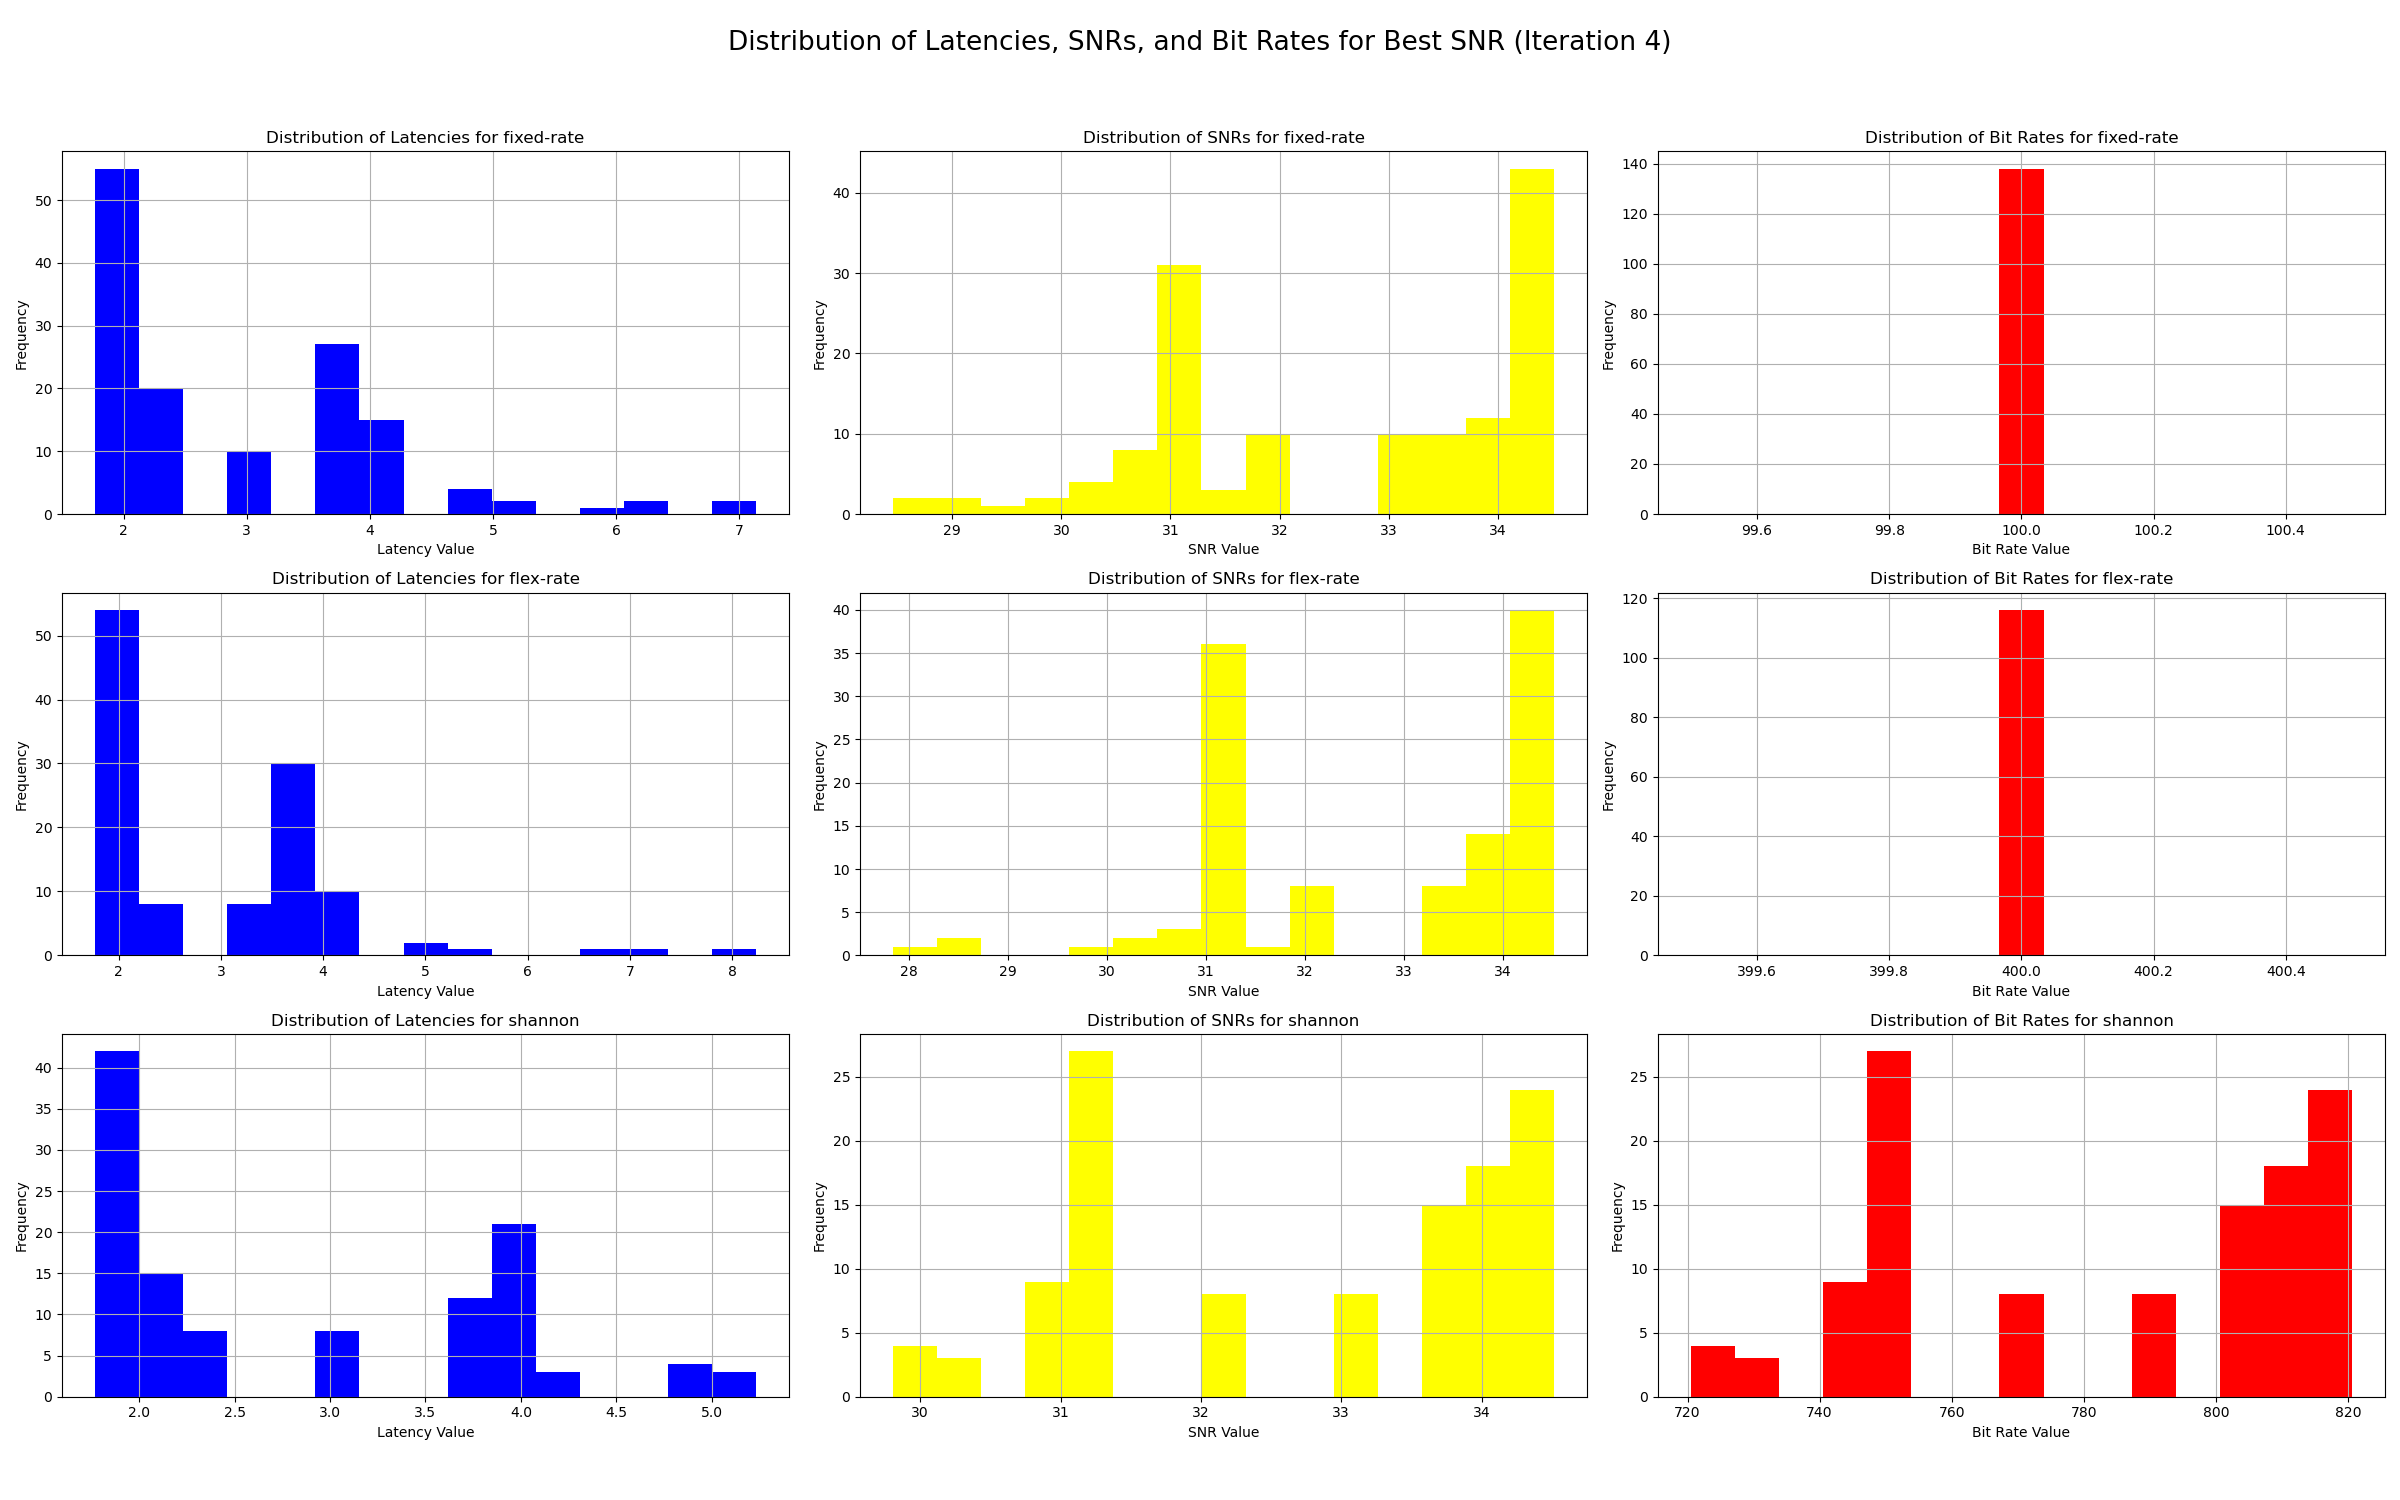 Distribution of Latencies, SNRs, and Bit Rates for Best SNR (Iteration 4)
Distribution of Latencies for fixed-rate
Frequency
50
40
30
20
10
0
2 3 4 5 6 7
Latency Value
Distribution of SNRs for fixed-rate
Frequency
40
30
20
10
0
29 30 31 32 33 34
SNR Value
Distribution of Bit Rates for fixed-rate
Frequency
140
120
100
80
60
40
20
0
99.6 99.8 100.0 100.2 100.4
Bit Rate Value
Distribution of Latencies for flex-rate
Frequency
50
40
30
20
10
0
2 3 4 5 6 7 8
Latency Value
Distribution of SNRs for flex-rate
Frequency
40
35
30
25
20
15
10
5
0
28 29 30 31 32 33 34
SNR Value
Distribution of Bit Rates for flex-rate
Frequency
120
100
80
60
40
20
0
399.6 399.8 400.0 400.2 400.4
Bit Rate Value
Distribution of Latencies for shannon
Frequency
40
35
30
25
20
15
10
5
0
2.0 2.5 3.0 3.5 4.0 4.5 5.0
Latency Value
Distribution of SNRs for shannon
Frequency
25
20
15
10
5
0
30 31 32 33 34
SNR Value
Distribution of Bit Rates for shannon
Frequency
25
20
15
10
5
0
720 740 760 780 800 820
Bit Rate Value